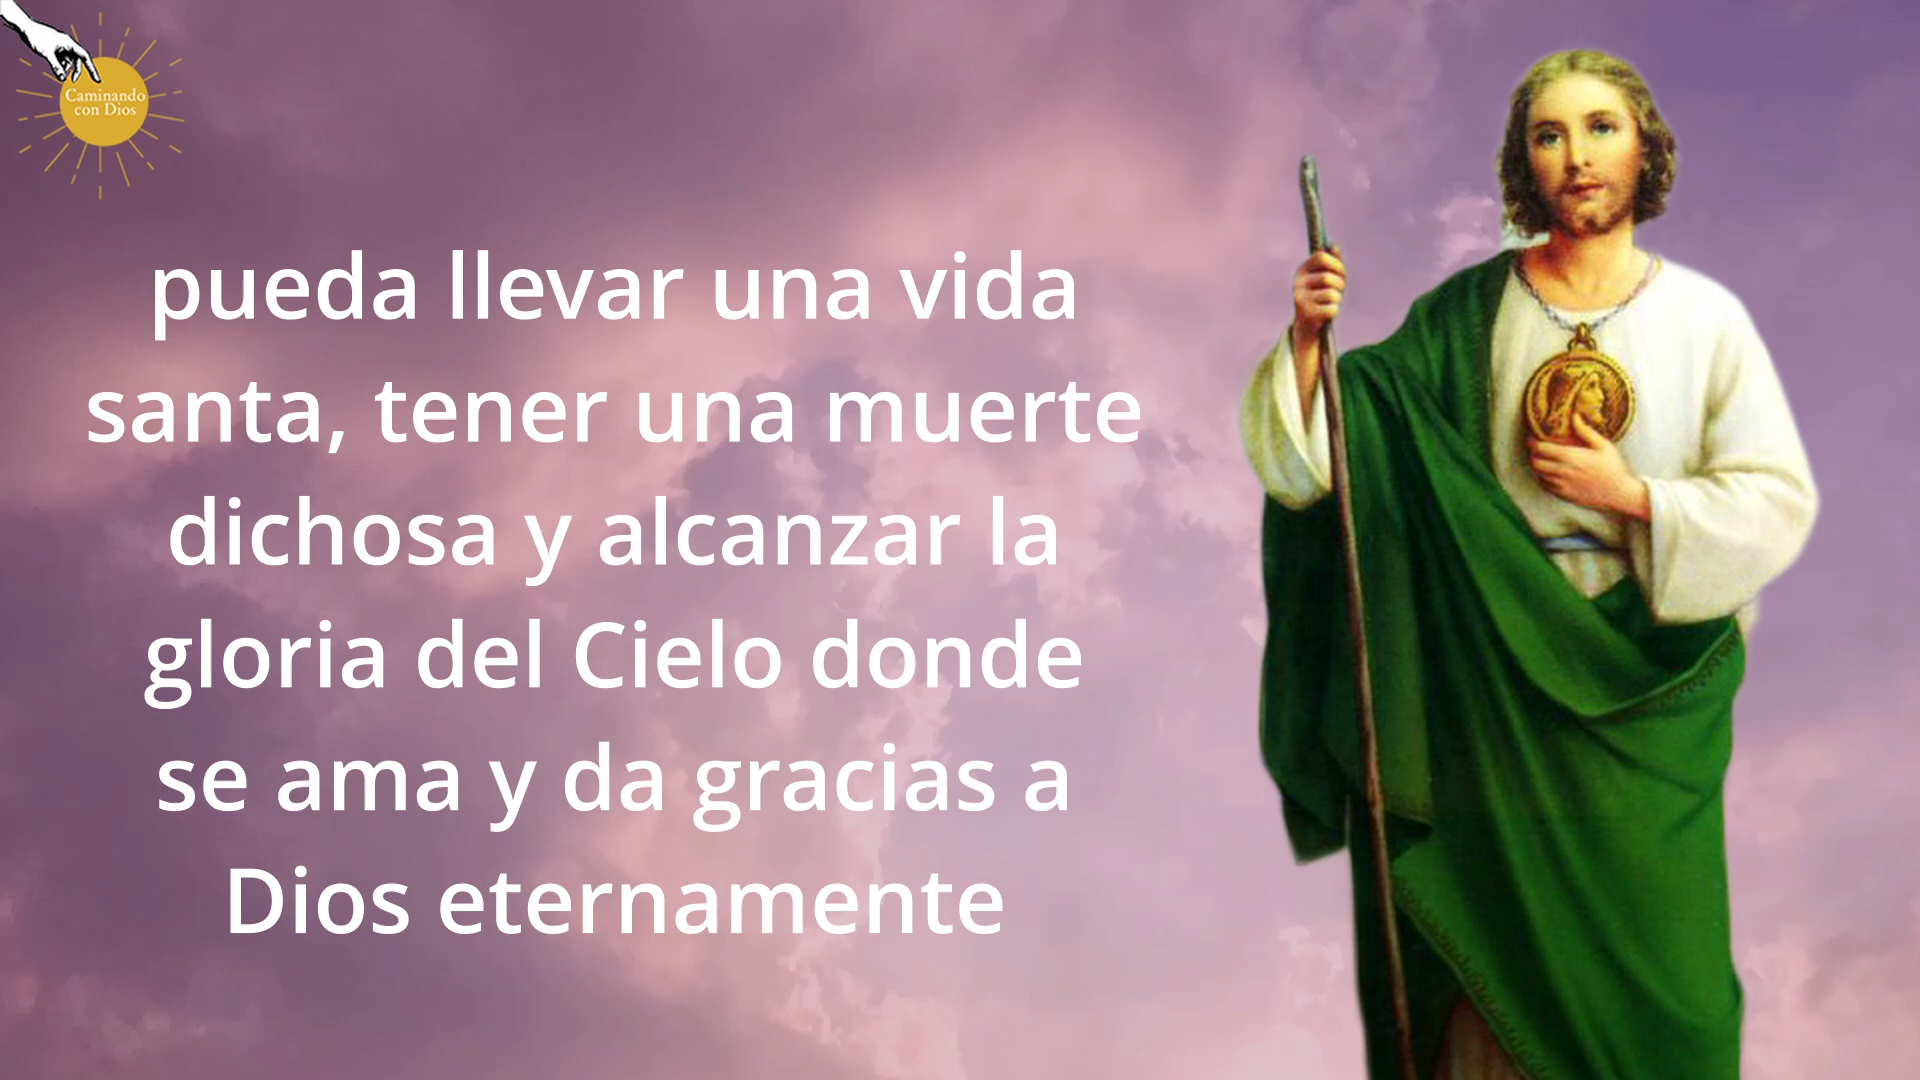 Caminando
con Dios
pueda llevar una vida
santa, tener una muerte
dichosa y alcanzar la
gloria del Cielo donde
se ama y da gracias a
Dios eternamente